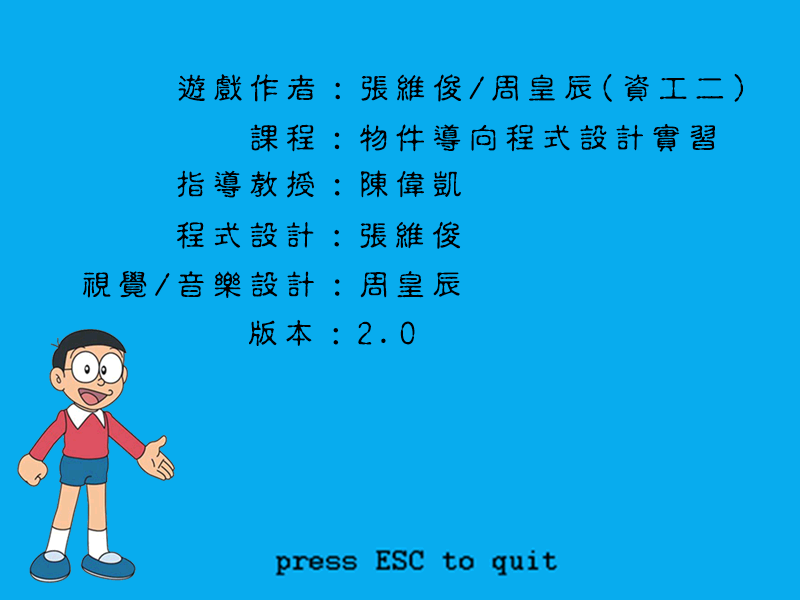 遊戲作者：張維俊/周皇辰(資工二)
課程：物件導向程式設計實習
指導教授：陳偉凱
程式設計：張維俊
視覺/音樂設計：周皇辰
版本：2.0
press ESC to quit